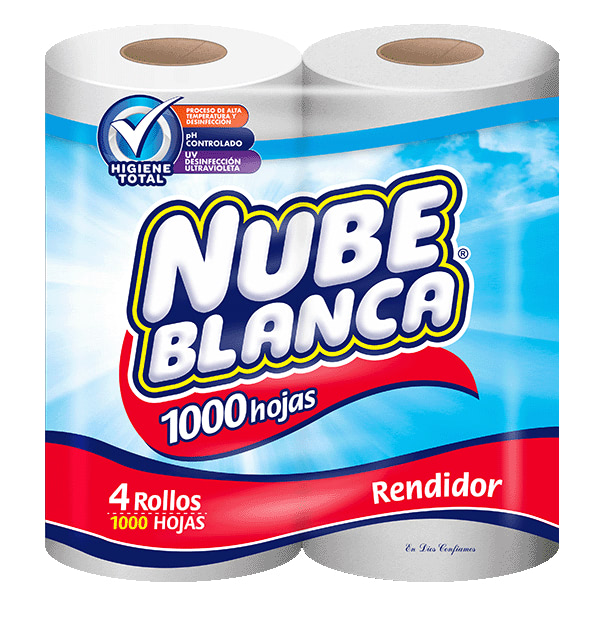 PROCESO DE ALTA
TEMPERATURA Y
DESINFECCIÓN
pH
CONTROLADO
UV
DESINFECCIÓN
ULTRAVIOLETA
HIGIENE
TOTAL
NUBE
BLANCA®
1000 hojas
4 Rollos
1000 HOJAS
Rendidor
En Dios Confiamos